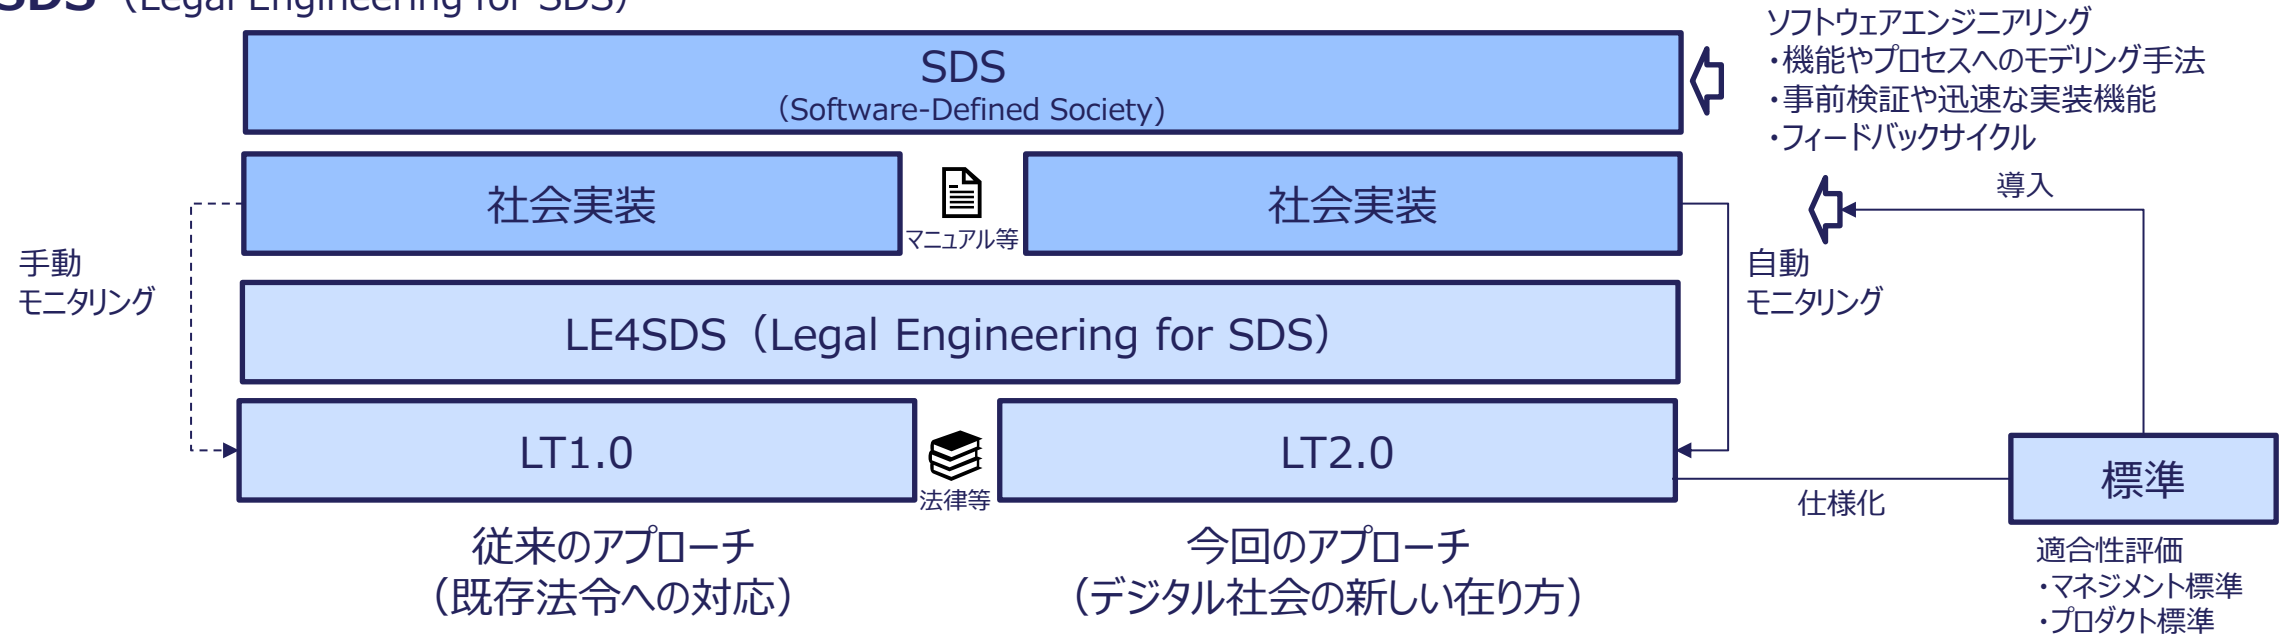 SDS（Legal Engineering for SDS）
SDS
（Software-Defined Society)
ソフトウェアエンジニアリング
・機能やプロセスへのモデリング手法
・事前検証や迅速な実装機能
・フィードバックサイクル
社会実装
マニュアル等
社会実装
導入
手動
モニタリング
自動
モニタリング
LE4SDS（Legal Engineering for SDS）
LT1.0
法律等
LT2.0
仕様化
標準
従来のアプローチ
（既存法令への対応）
今回のアプローチ
（デジタル社会の新しい在り方）
適合性評価
・マネジメント標準
・プロダクト標準